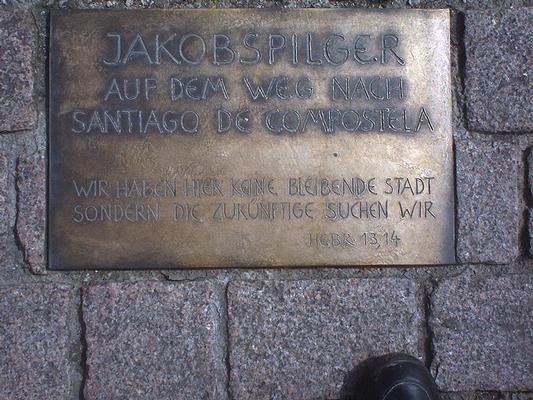 JAKOBSPILGER
AUF DEM WEG NACH
SANTIAGO DE COMPOSTELA
WIR HABEN HIER KEINE BLEIBENDE STADT
SONDERN DIE ZUKÜNFTIGE SUCHEN WIR
HEBR 13,14